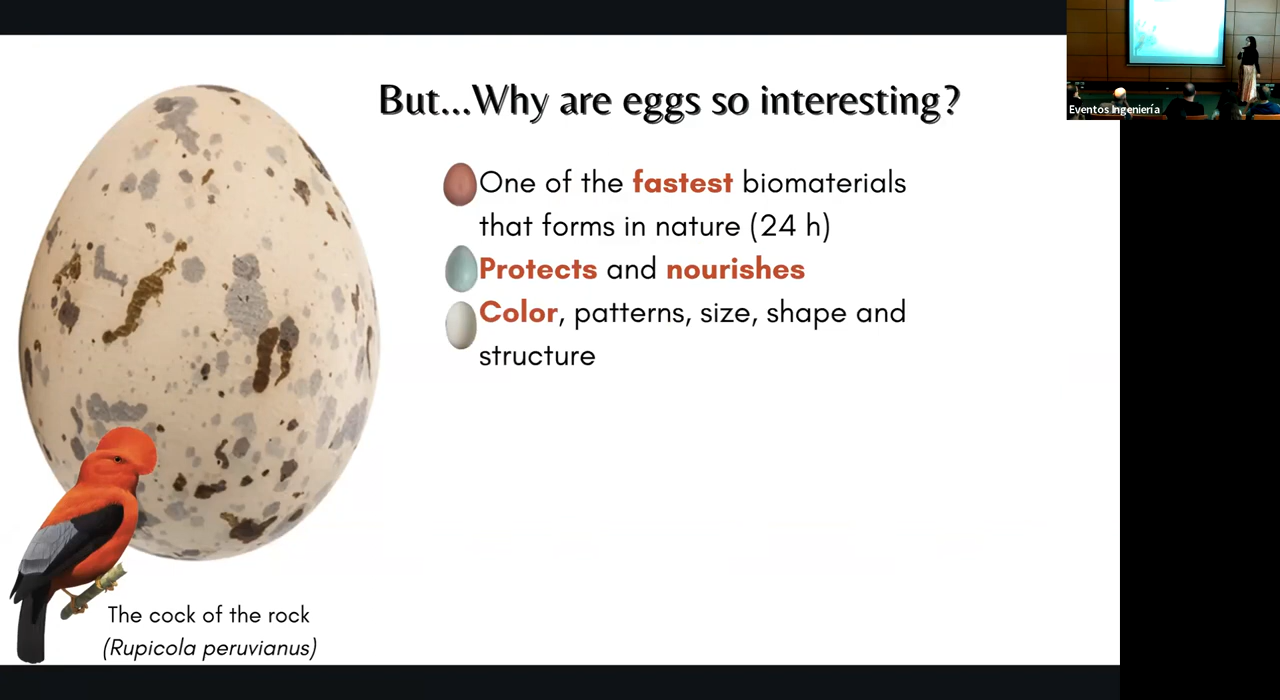 But...Why are eggs so interesting?
Eventos Ingeniería
One of the fastest biomaterials
that forms in nature (24 h)
Protects and nourishes
Color, patterns, size, shape and
structure
The cock of the rock
(Rupicola peruvianus)